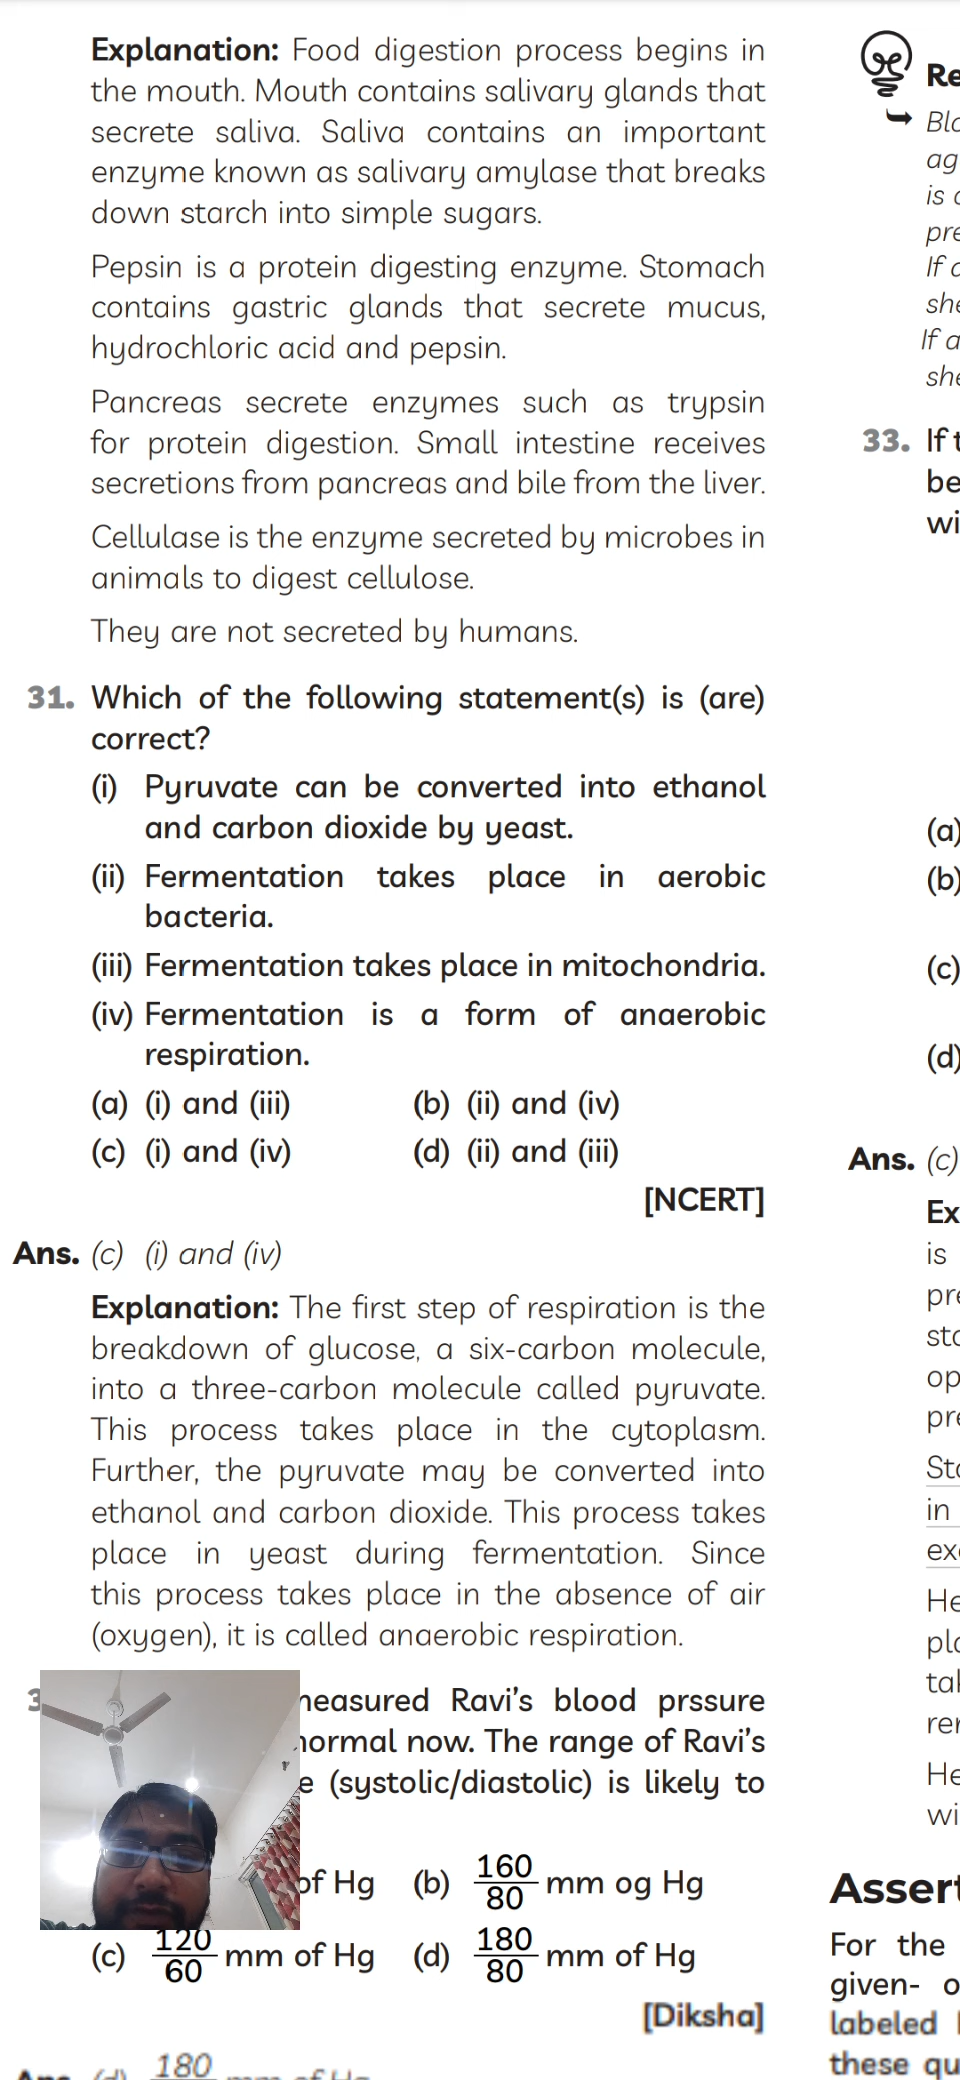 Explanation: Food digestion process begins in
the mouth. Mouth contains salivary glands that
secrete saliva. Saliva contains an important
enzyme known as salivary amylase that breaks
down starch into simple sugars.
Pepsin is a protein digesting enzyme. Stomach
contains gastric glands that secrete mucus,
hydrochloric acid and pepsin.
Pancreas secrete enzymes such as trypsin
for protein digestion. Small intestine receives
secretions from pancreas and bile from the liver.
Cellulase is the enzyme secreted by microbes in
animals to digest cellulose.
They are not secreted by humans.
31. Which of the following statement(s) is (are)
correct?
(i) Pyruvate can be converted into ethanol
and carbon dioxide by yeast.
(ii) Fermentation takes place in aerobic
bacteria.
(iii) Fermentation takes place in mitochondria.
(iv) Fermentation is a form of anaerobic
respiration.
(a) (i) and (iii) (b) (ii) and (iv)
(c) (i) and (iv) (d) (ii) and (iii)
[NCERT]
Ans. (c) (i) and (iv)
Explanation: The first step of respiration is the
breakdown of glucose, a six-carbon molecule,
into a three-carbon molecule called pyruvate.
This process takes place in the cytoplasm.
Further, the pyruvate may be converted into
ethanol and carbon dioxide. This process takes
place in yeast during fermentation. Since
this process takes place in the absence of air
(oxygen), it is called anaerobic respiration.
Ravi's blood prssure
now. The range of Ravi's
(systolic/diastolic) is likely to
of Hg (b) 160/80 mm og Hg
(c) 120/60 mm of Hg (d) 180/80 mm of Hg
[Diksha]
Ans. (d) 180 mm of Hg
33. If
(a)
(b)
(c)
(d)
Ans. (c)
is
in
For the
given-
labeled
these